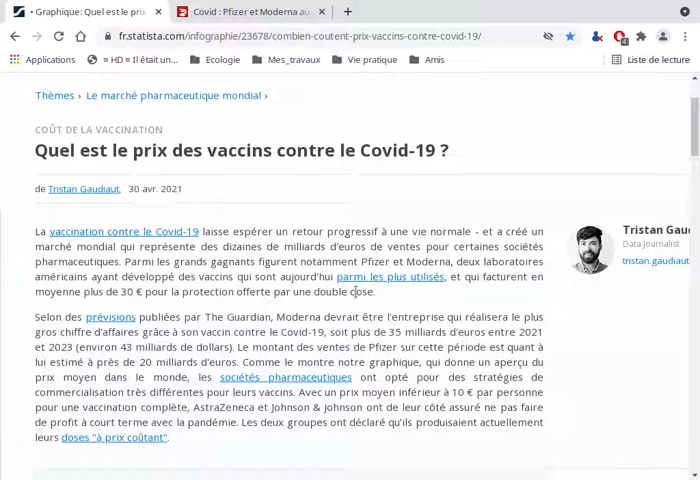 • Graphique: Quel est le prix
Covid : Pfizer et Moderna au
fr.statista.com/infographie/23678/combien-coutent-prix-vaccins-contre-covid-19/
Applications = HD = Il était un... Ecologie Mes_travaux Vie pratique Amis Liste de lecture
Thèmes › Le marché pharmaceutique mondial ›
COÛT DE LA VACCINATION
Quel est le prix des vaccins contre le Covid-19 ?
de Tristan Gaudiaut, 30 avr. 2021
La vaccination contre le Covid-19 laisse espérer un retour progressif à une vie normale - et a créé un
marché mondial qui représente des dizaines de milliards d'euros de ventes pour certaines sociétés
pharmaceutiques. Parmi les grands gagnants figurent notamment Pfizer et Moderna, deux laboratoires
américains ayant développé des vaccins qui sont aujourd'hui parmi les plus utilisés, et qui facturent en
moyenne plus de 30 € pour la protection offerte par une double dose.
Selon des prévisions publiées par The Guardian, Moderna devrait être l'entreprise qui réalisera le plus
gros chiffre d'affaires grâce à son vaccin contre le Covid-19, soit plus de 35 milliards d'euros entre 2021
et 2023 (environ 43 milliards de dollars). Le montant des ventes de Pfizer sur cette période est quant à
lui estimé à près de 20 milliards d'euros. Comme le montre notre graphique, qui donne un aperçu du
prix moyen dans le monde, les sociétés pharmaceutiques ont opté pour des stratégies de
commercialisation très différentes pour leurs vaccins. Avec un prix moyen inférieur à 10 € par personne
pour une vaccination complète, AstraZeneca et Johnson & Johnson ont de leur côté assuré ne pas faire
de profit à court terme avec la pandémie. Les deux groupes ont déclaré qu'ils produisaient actuellement
leurs doses "à prix coûtant".
Tristan Gau
Data Journalist
tristan.gaudiaut